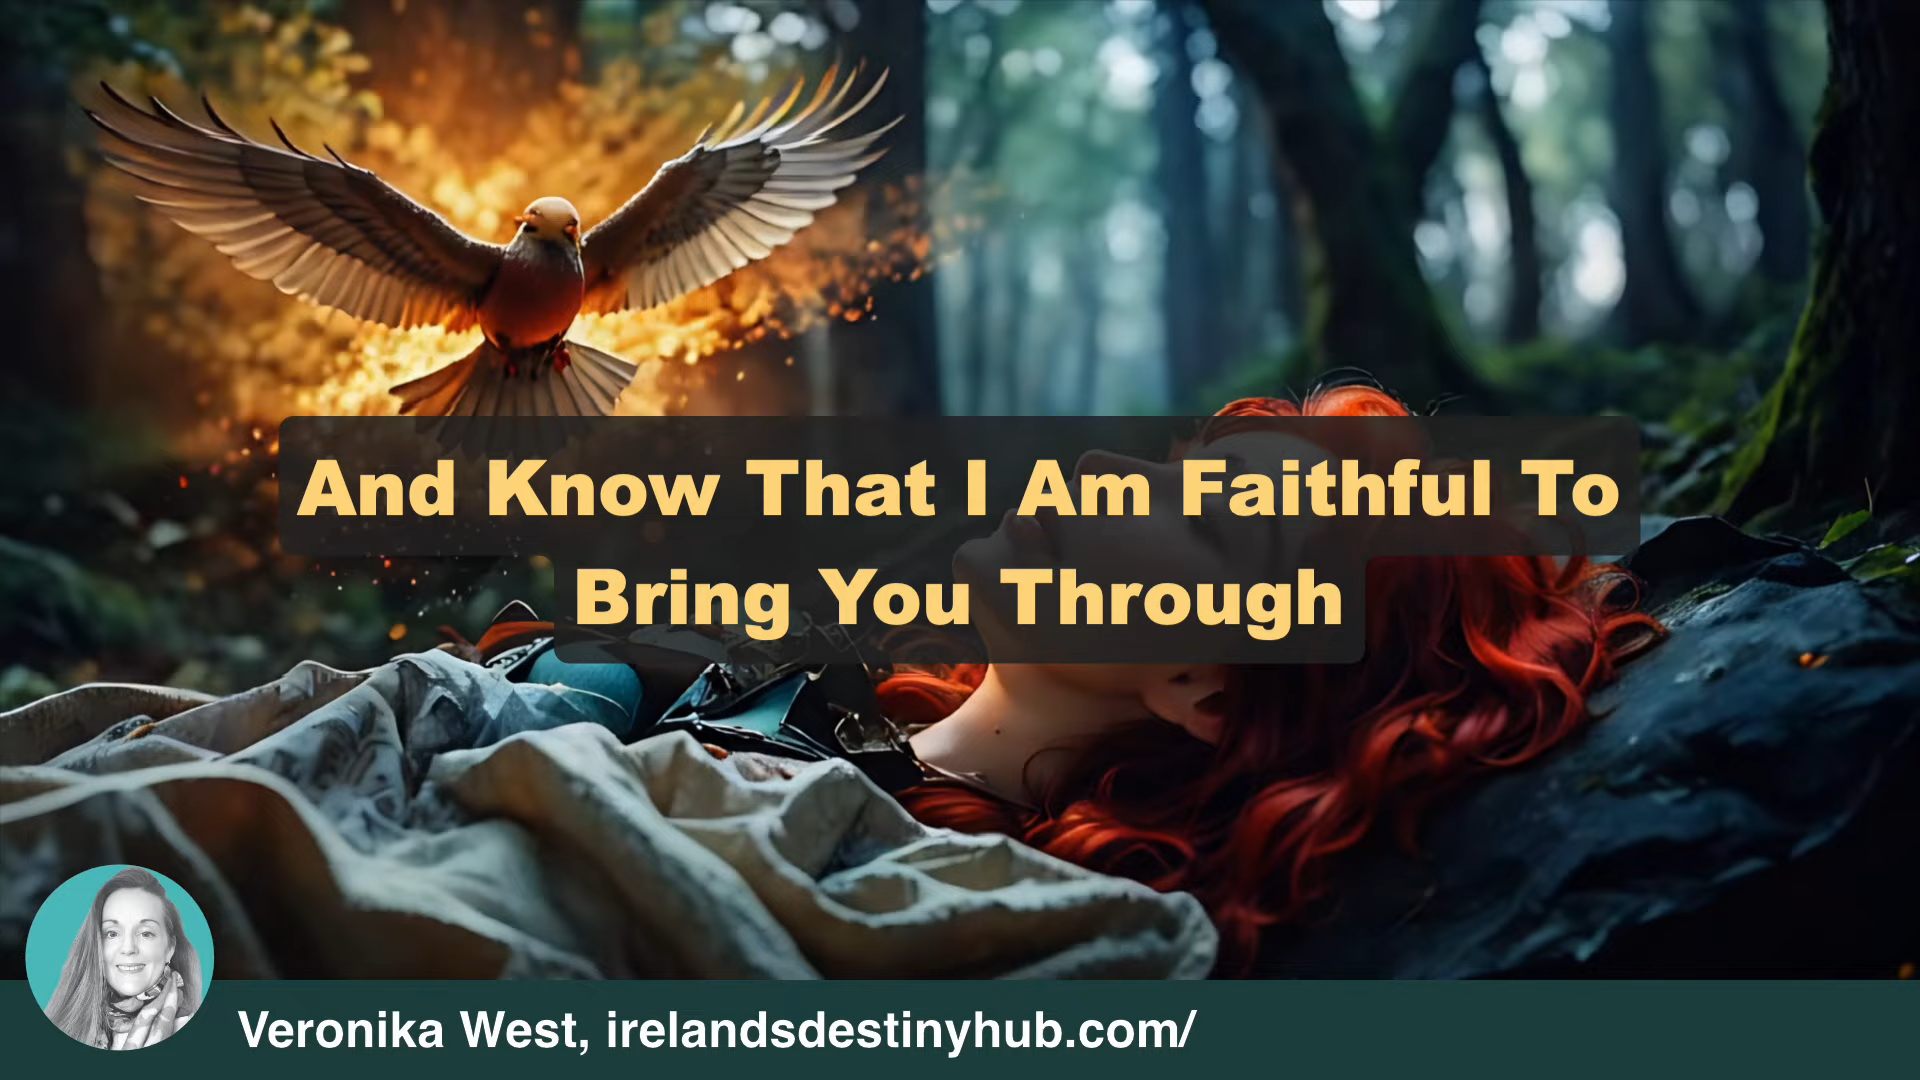 And Know That I Am Faithful To
Bring You Through
Veronika West, irelandsdestinyhub.com/